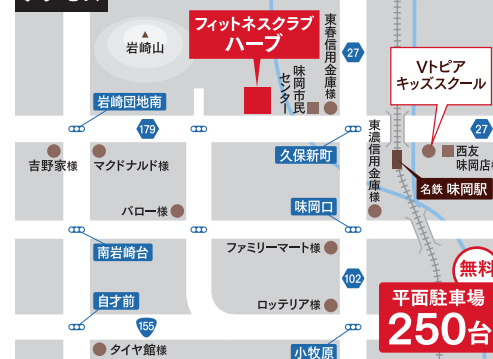 岩崎山
フィットネスクラブ
ハーブ
東春信用金庫様
27
味岡市民
センター
Vトピア
キッズスクール
岩崎団地南
179
久保新町
東濃信用金庫様
27
西友
味岡店様
吉野家様
マクドナルド様
名鉄 味岡駅
バロー様
味岡口
南岩崎台
ファミリーマート様
無料
自才前
102
平面駐車場
250台
ロッテリア様
155
タイヤ館様
小牧原